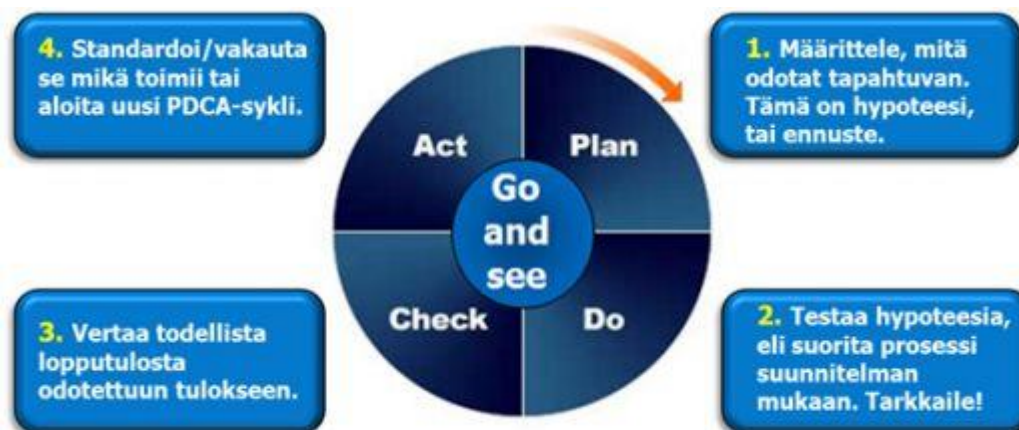 4. Standardoi/vakauta
se mikä toimii tai
aloita uusi PDCA-sykli.
1. Määrittele, mitä
odotat tapahtuvan.
Tämä on hypoteesi,
tai ennuste.
Act
Plan
Go
and
see
Check
Do
3. Vertaa todellista
lopputulosta
odotettuun tulokseen.
2. Testaa hypoteesia,
eli suorita prosessi
suunnitelman
mukaan. Tarkkaile!